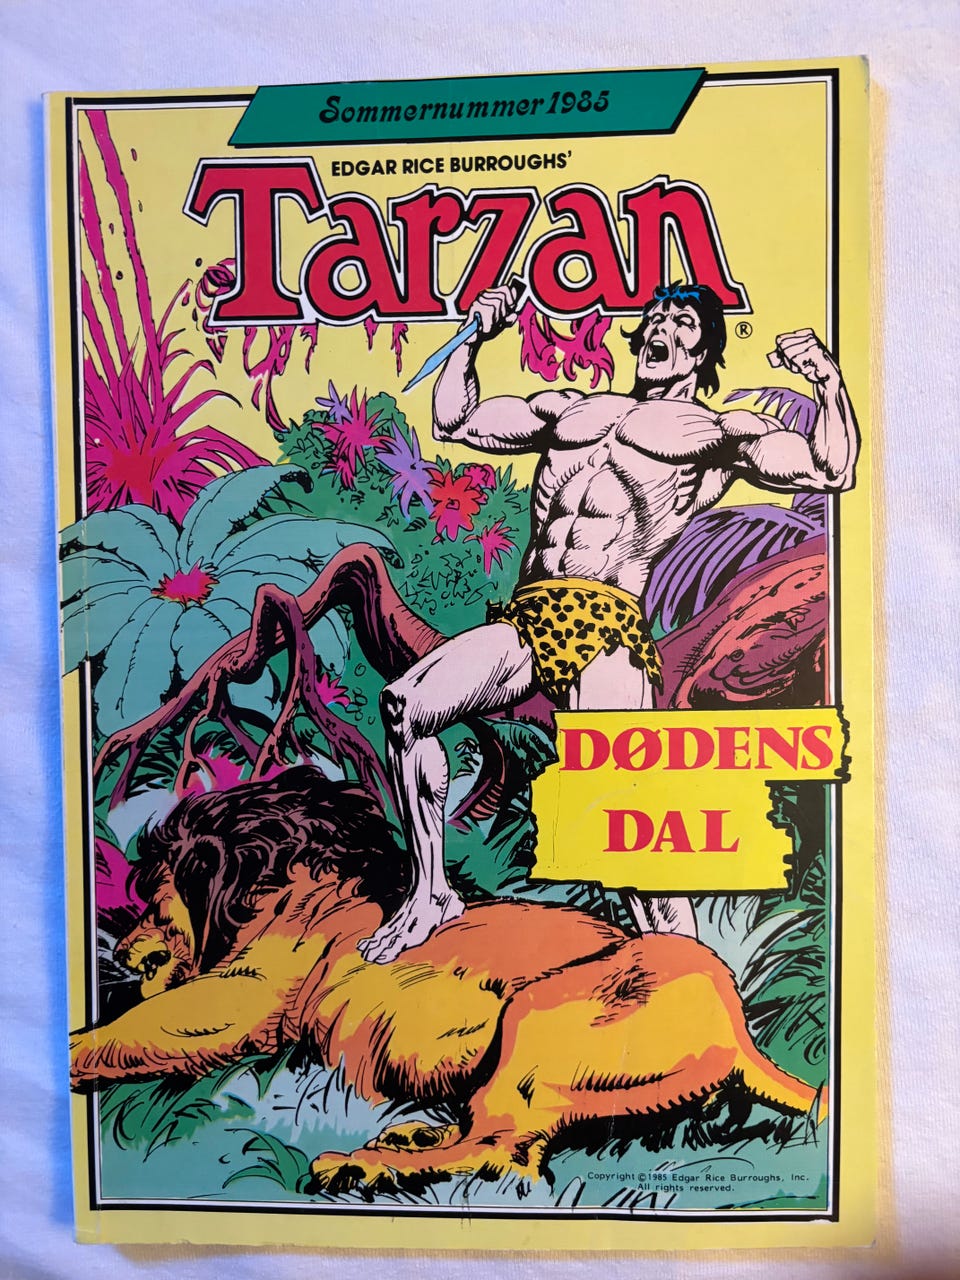 Sommernummer 1985
EDGAR RICE BURROUGHS'
Tarzan
®
DØDENS
DAL
Copyright © 1985 Edgar Rice Burroughs, Inc.
All rights reserved.